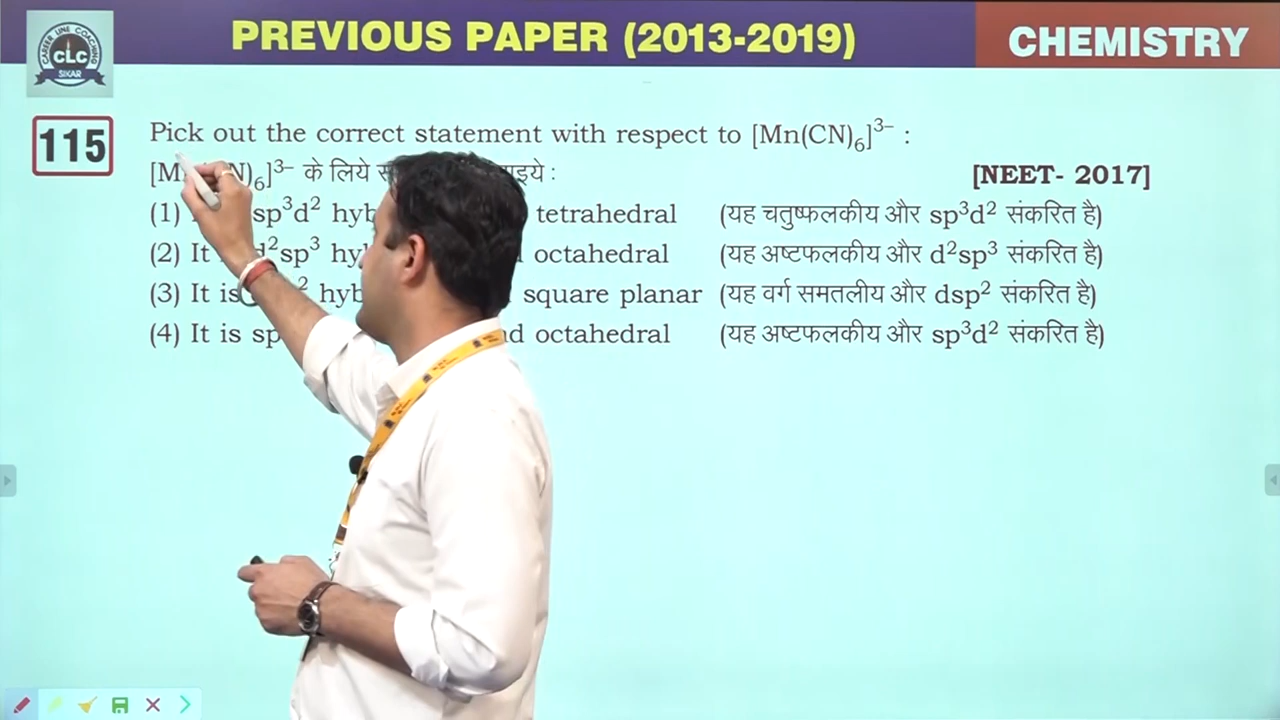 CAREER LINE COACHING
CLC
SIKAR
PREVIOUS PAPER (2013-2019)
CHEMISTRY
115
Pick out the correct statement with respect to [Mn(CN)₆]³⁻ :
के लिये [NEET- 2017]
(1) sp³d² tetrahedral (यह चतुष्फलकीय और sp³d² संकरित है)
(2) It d²sp³ octahedral (यह अष्टफलकीय और d²sp³ संकरित है)
(3) It is square planar (यह वर्ग समतलीय और dsp² संकरित है)
(4) It is octahedral (यह अष्टफलकीय और sp³d² संकरित है)